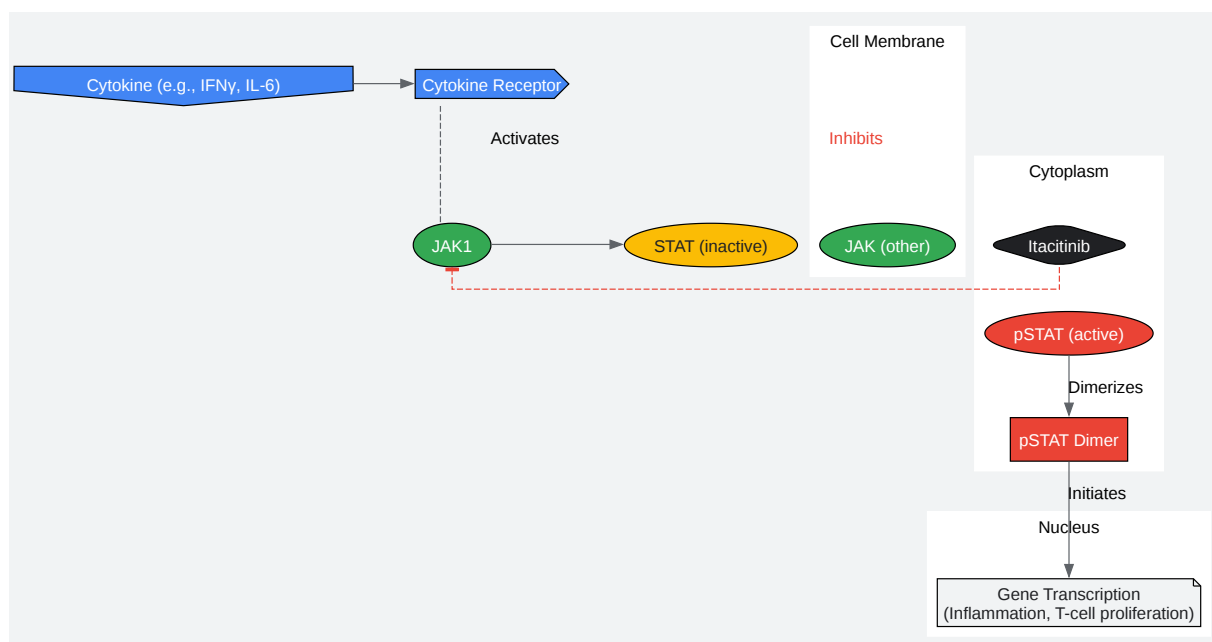 Cell Membrane
Cytokine (e.g., IFNγ, IL-6)
Cytokine Receptor
Activates
Inhibits
Cytoplasm
JAK1
STAT (inactive)
JAK (other)
Itacitinib
pSTAT (active)
Dimerizes
pSTAT Dimer
Initiates
Nucleus
Gene Transcription
(Inflammation, T-cell proliferation)